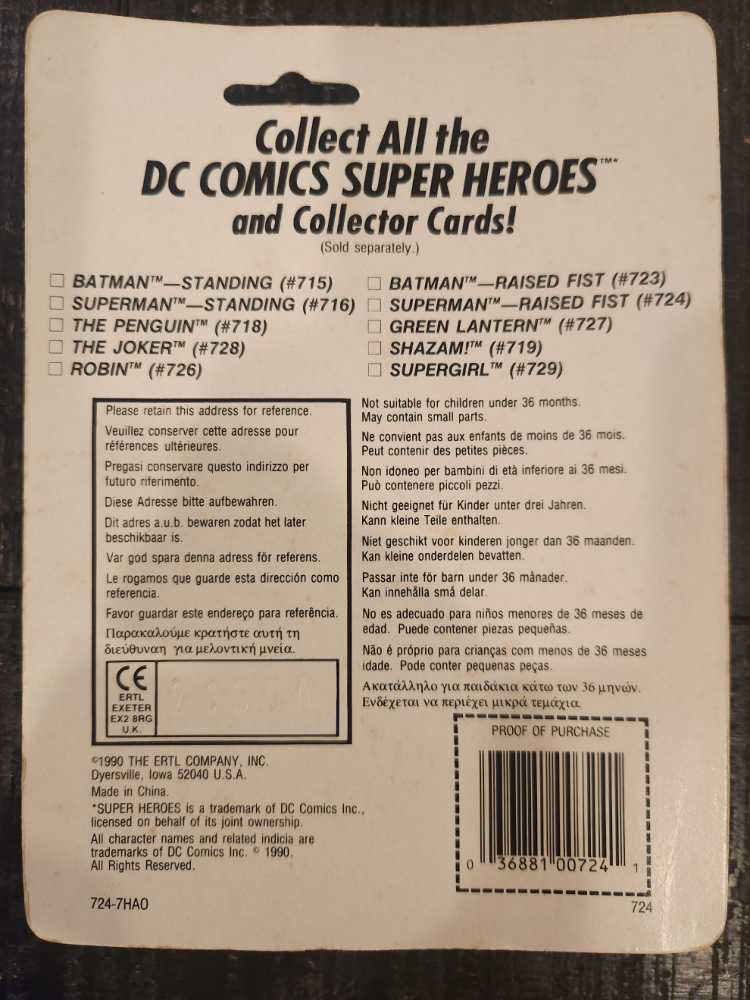 Collect All the
DC COMICS SUPER HEROES™*
and Collector Cards!
(Sold separately.)
☐ BATMAN™—STANDING (#715)
☐ SUPERMAN™—STANDING (#716)
☐ THE PENGUIN™ (#718)
☐ THE JOKER™ (#728)
☐ ROBIN™ (#726)
☐ BATMAN™—RAISED FIST (#723)
☐ SUPERMAN™—RAISED FIST (#724)
☐ GREEN LANTERN™ (#727)
☐ SHAZAM!™ (#719)
☐ SUPERGIRL™ (#729)
Please retain this address for reference.
Veuillez conserver cette adresse pour
références ultérieures.
Pregasi conservare questo indirizzo per
futuro riferimento.
Diese Adresse bitte aufbewahren.
Dit adres a.u.b. bewaren zodat het later
beschikbaar is.
Var god spara denna adress för referens.
Le rogamos que guarde esta dirección como
referencia.
Favor guardar este endereço para referência.
Παρακαλούμε κρατήστε αυτή τη
διεύθυναη για μελοντική μνεία.
CE
ERTL
EXETER
EX2 8RG
U.K.
Not suitable for children under 36 months.
May contain small parts.
Ne convient pas aux enfants de moins de 36 mois.
Peut contenir des petites pièces.
Non idoneo per bambini di età inferiore ai 36 mesi.
Può contenere piccoli pezzi.
Nicht geeignet für Kinder unter drei Jahren.
Kann kleine Teile enthalten.
Niet geschikt voor kinderen jonger dan 36 maanden.
Kan kleine onderdelen bevatten.
Passar inte för barn under 36 månader.
Kan innehålla små delar.
No es adecuado para niños menores de 36 meses de
edad. Puede contener piezas pequeñas.
Não é próprio para crianças com menos de 36 meses
idade. Pode conter pequenas peças.
Ακατάλληλο για παιδάκια κάτω των 36 μηνών.
Ενδέχεται να περιέχει μικρά τεμάχια.
©1990 THE ERTL COMPANY, INC.
Dyersville, Iowa 52040 U.S.A.
Made in China.
*SUPER HEROES is a trademark of DC Comics Inc.,
licensed on behalf of its joint ownership.
All character names and related indicia are
trademarks of DC Comics Inc. © 1990.
All Rights Reserved.
724-7HAO
PROOF OF PURCHASE
0 36881 00724 1
724